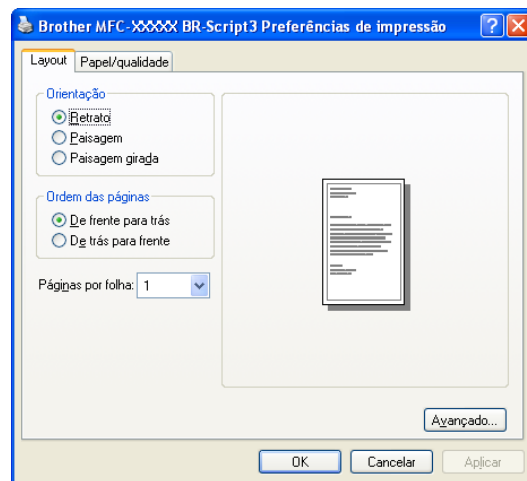 Brother MFC-XXXXX BR-Script3 Preferências de impressão
Layout Papel/qualidade
Orientação
Retrato
Paisagem
Paisagem girada
Ordem das páginas
De frente para trás
De trás para frente
Páginas por folha: 1
Avançado...
OK Cancelar Aplicar